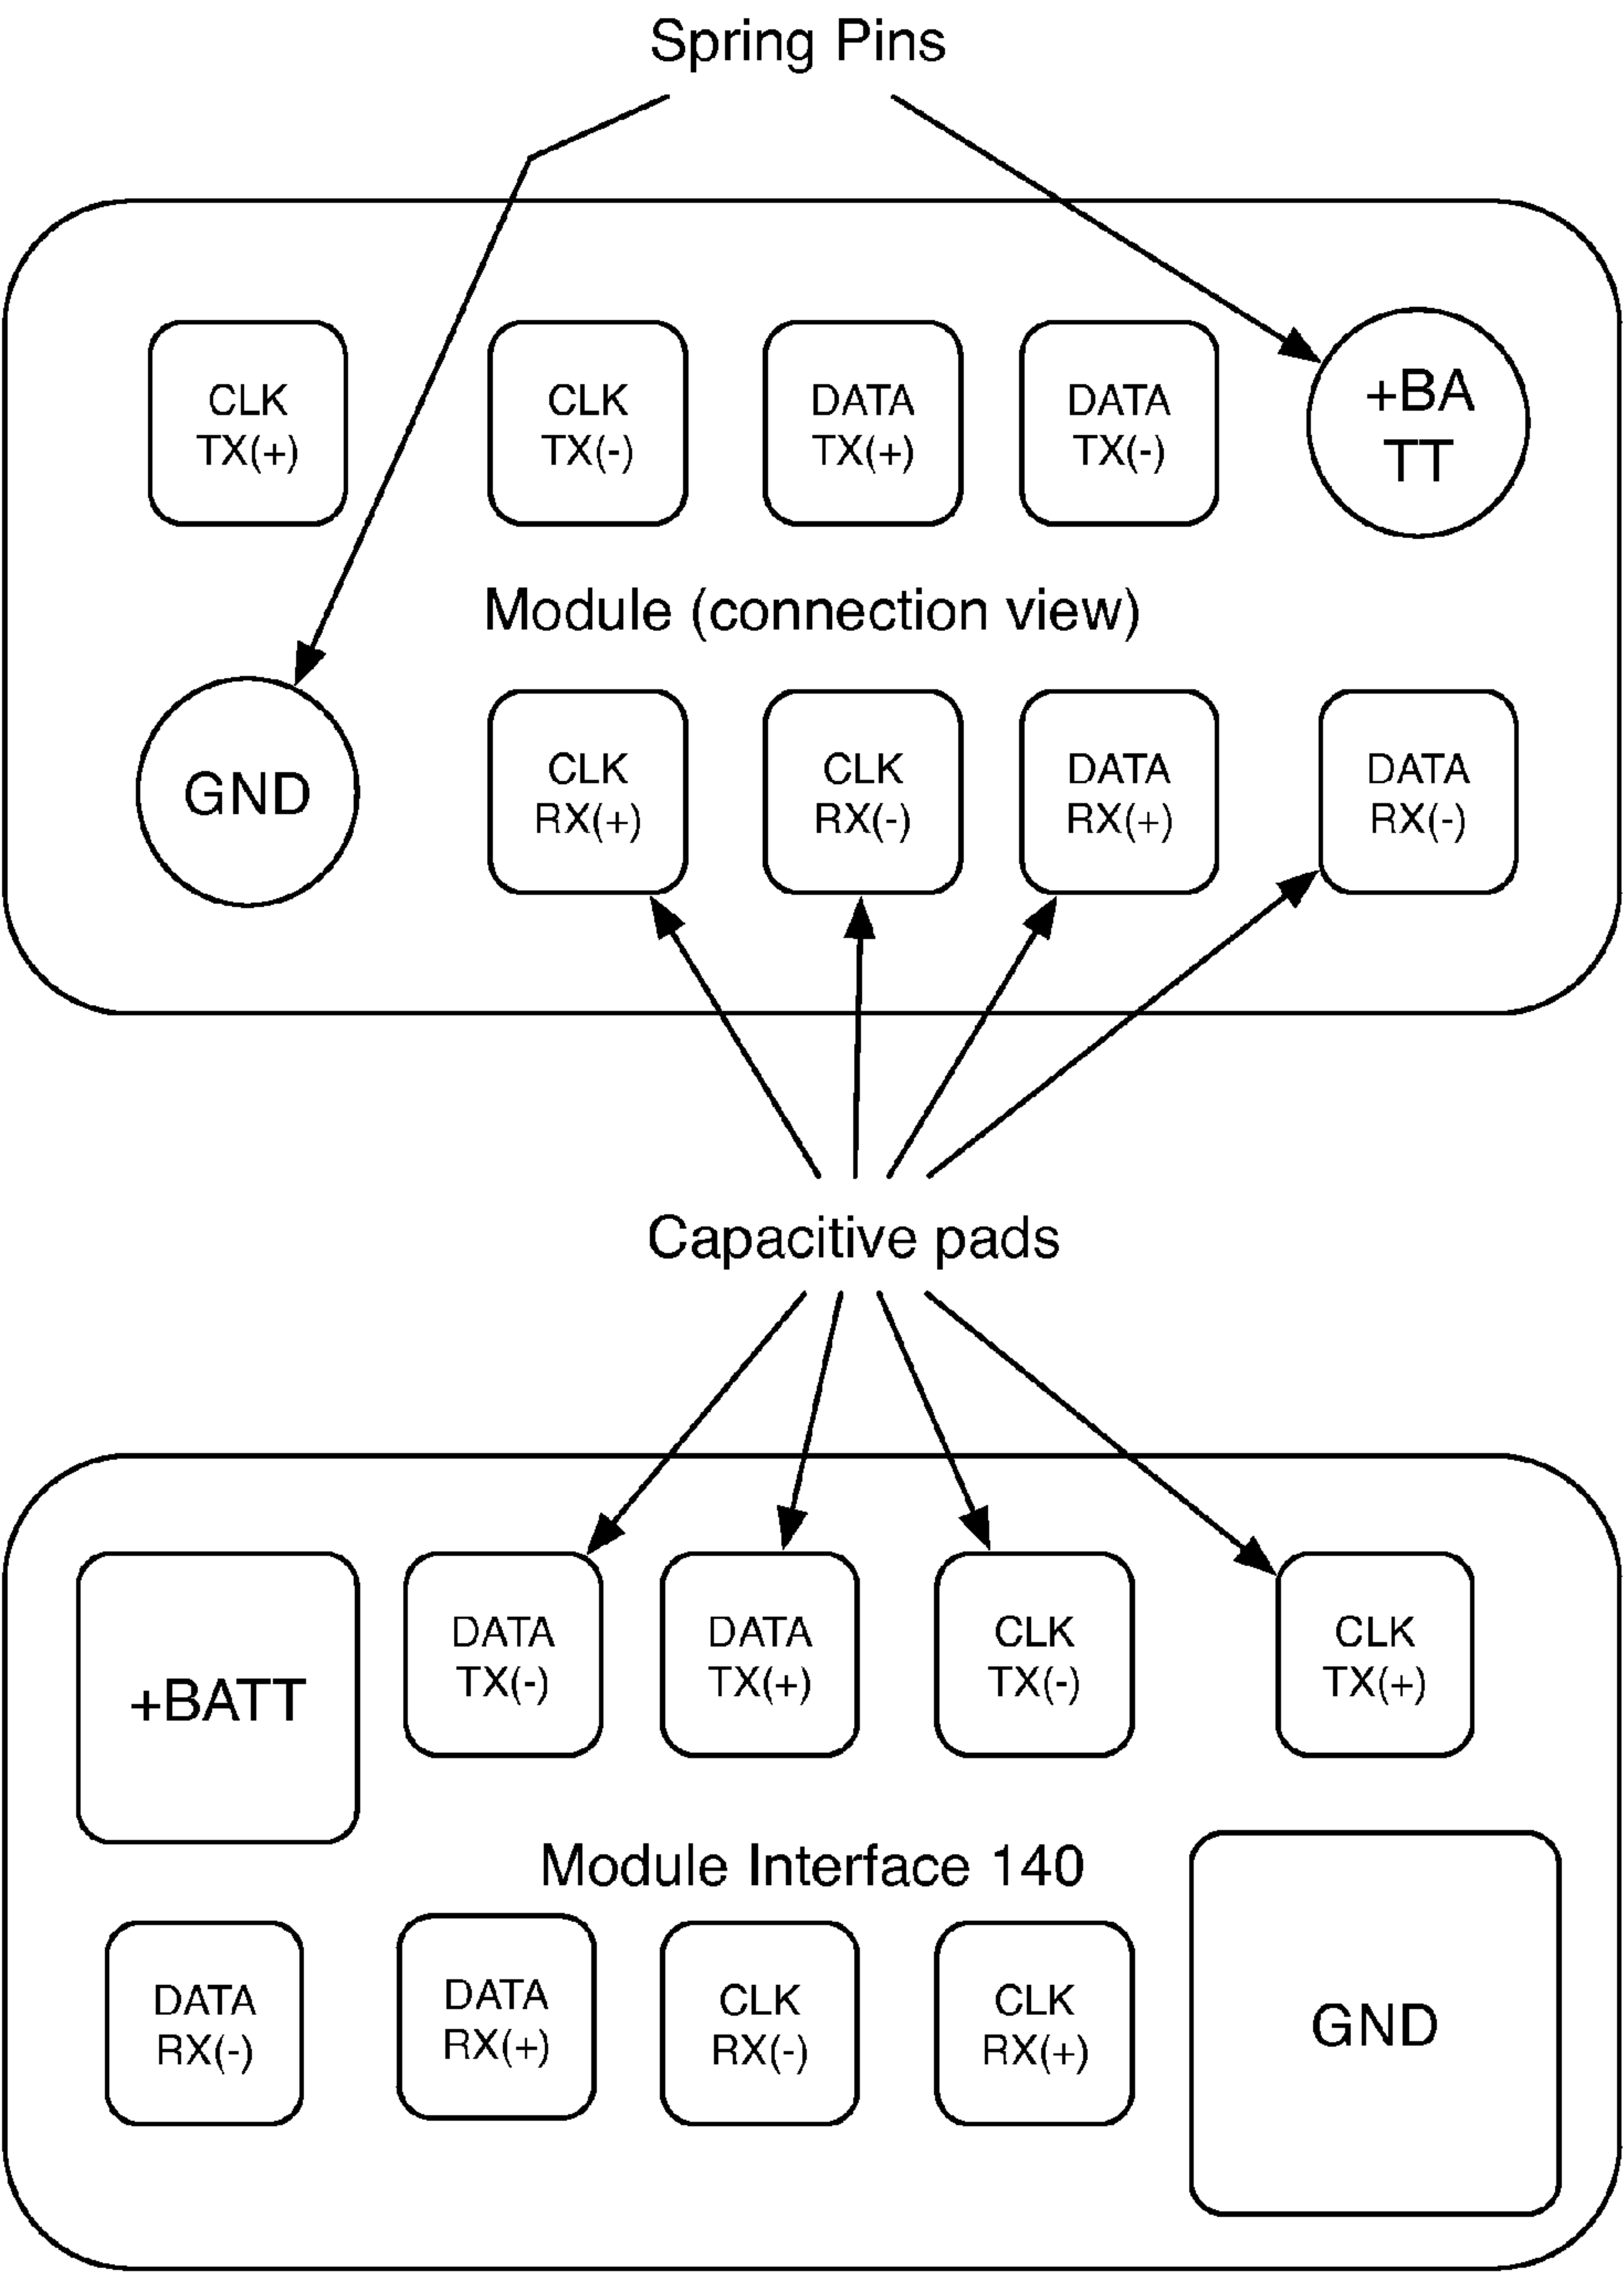 Spring Pins
CLK
TX(+)
CLK
TX(-)
DATA
TX(+)
DATA
TX(-)
+BA
TT
Module (connection view)
GND
CLK
RX(+)
CLK
RX(-)
DATA
RX(+)
DATA
RX(-)
Capacitive pads
+BATT
DATA
TX(-)
DATA
TX(+)
CLK
TX(-)
CLK
TX(+)
Module Interface 140
DATA
RX(-)
DATA
RX(+)
CLK
RX(-)
CLK
RX(+)
GND